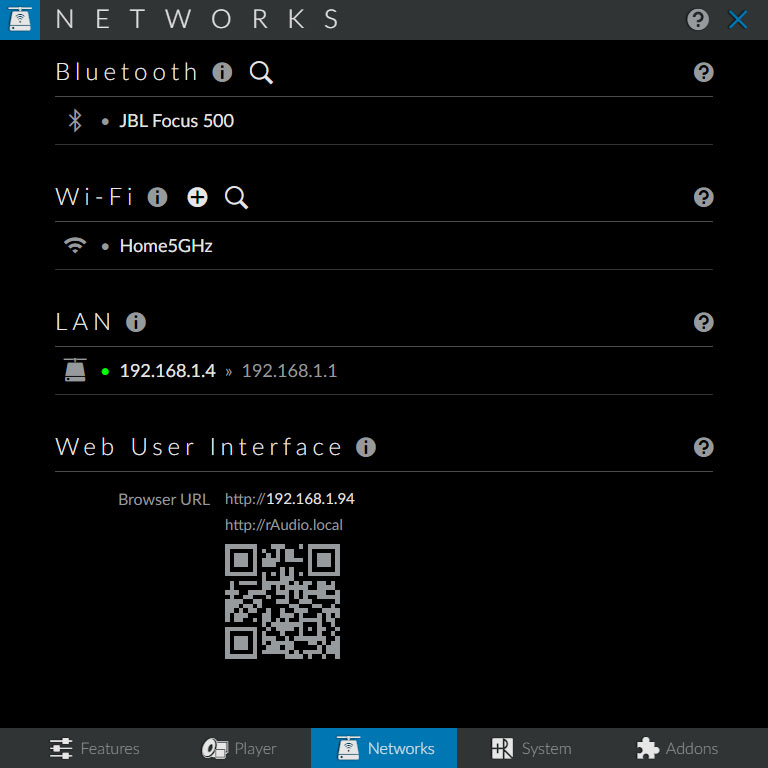 NETWORKS
Bluetooth
• JBL Focus 500
Wi-Fi
• Home5GHz
LAN
• 192.168.1.4 » 192.168.1.1
Web User Interface
Browser URL http://192.168.1.94
http://rAudio.local
Features Player Networks System Addons